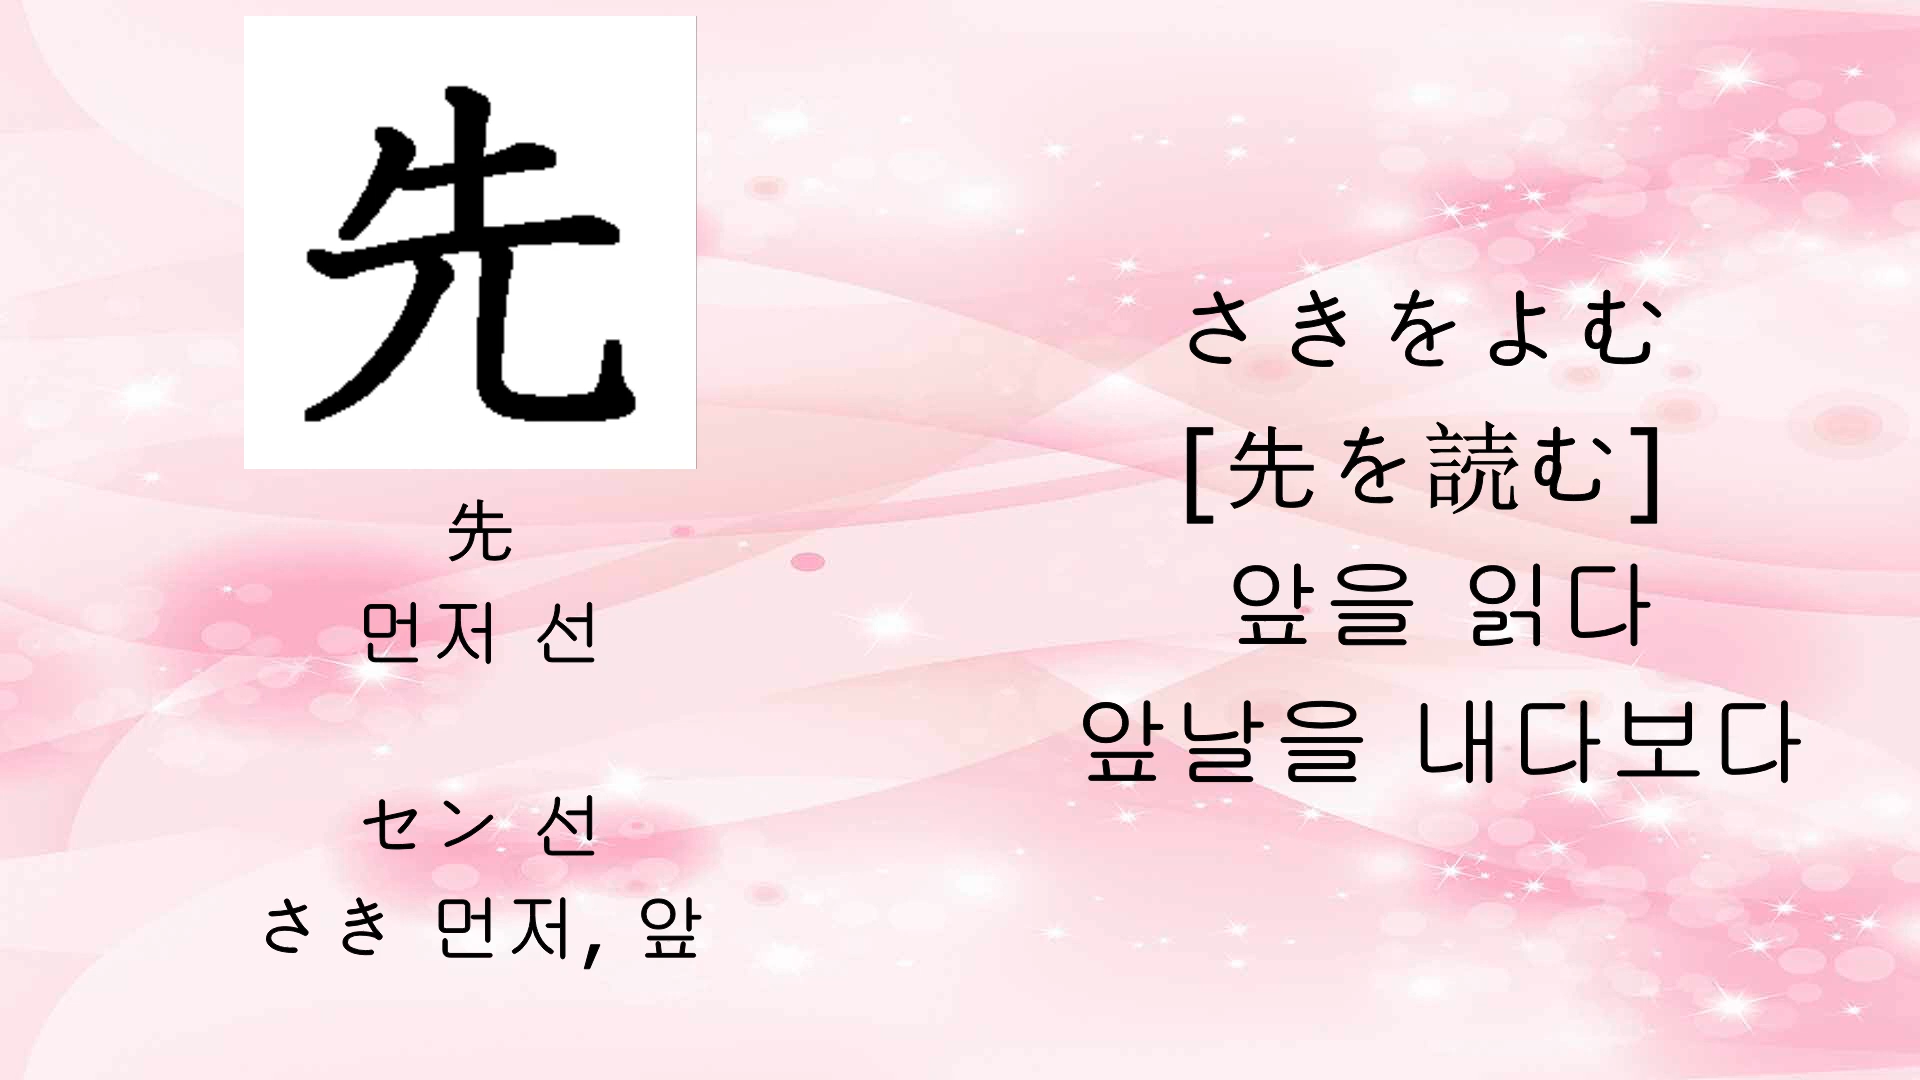 先
先
먼저 선
セン 선
さき 먼저, 앞
さきをよむ
[先を読む]
앞을 읽다
앞날을 내다보다